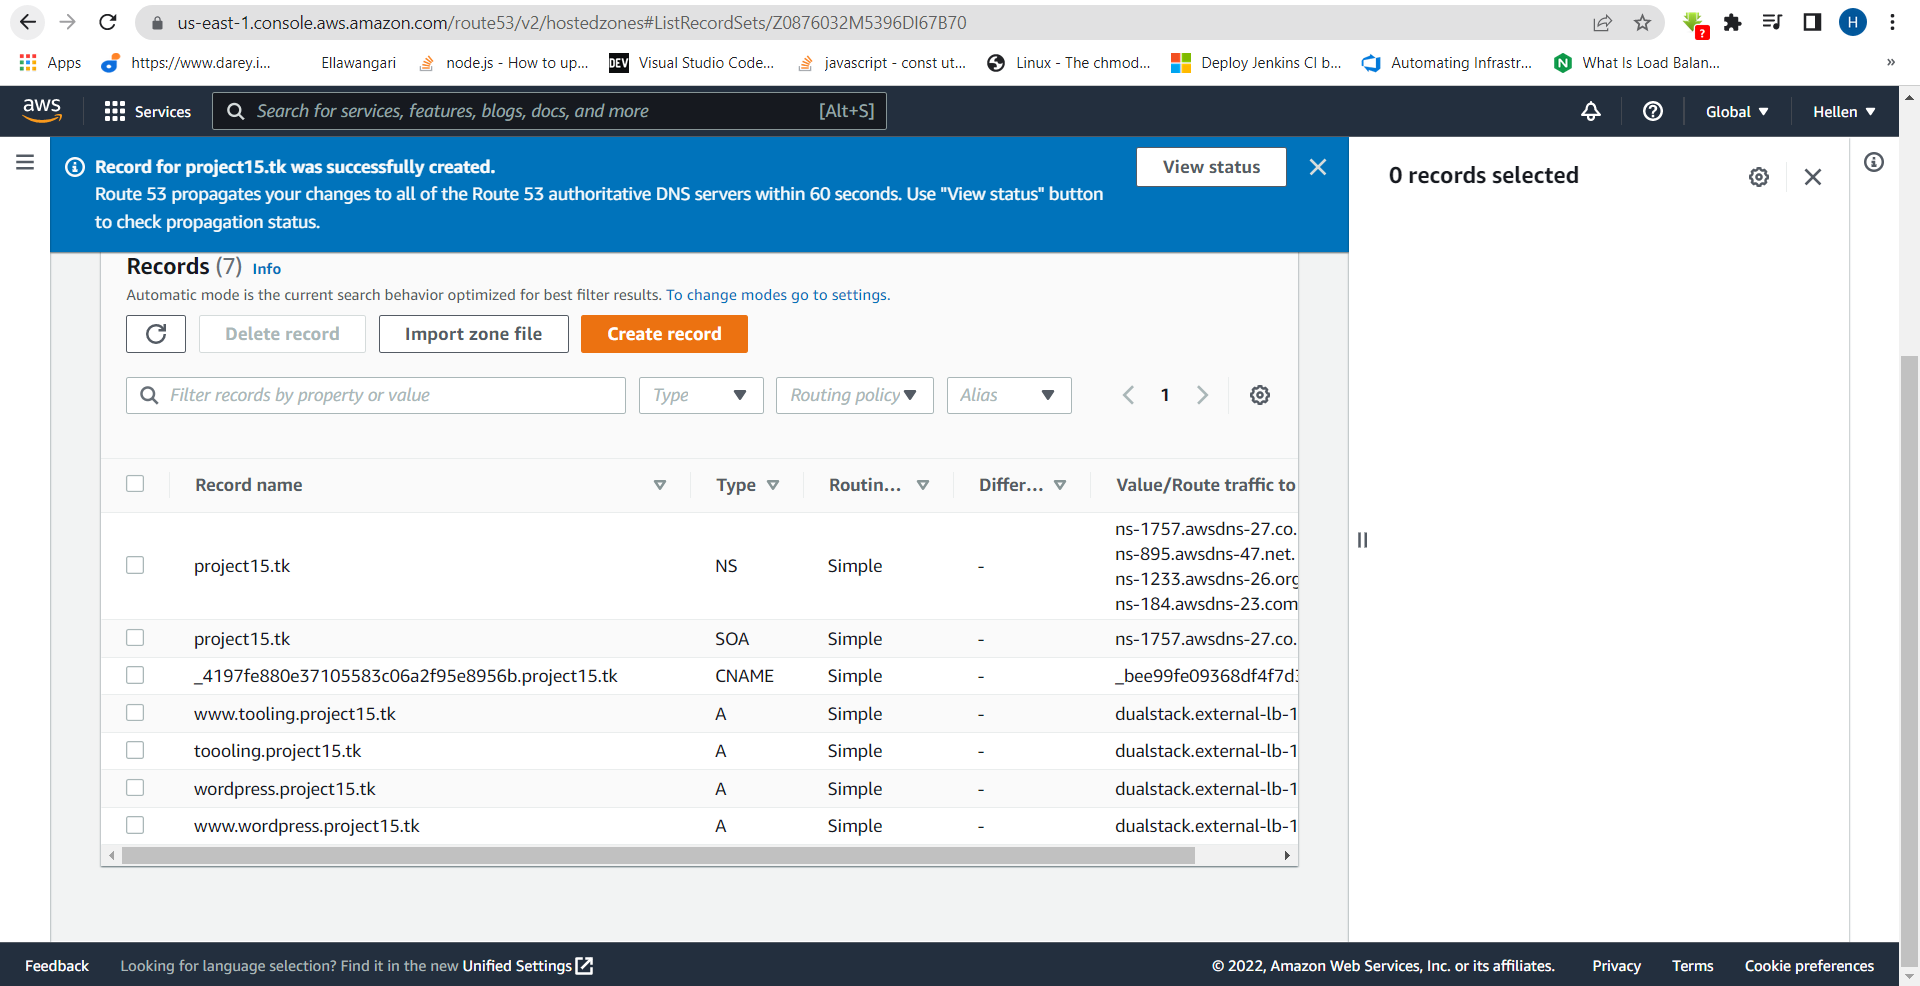 us-east-1.console.aws.amazon.com/route53/v2/hostedzones#ListRecordSets/Z0876032M5396DI67B70
?
H
Apps
https://www.darey.i...
Ellawangari
node.js - How to up...
DEV
Visual Studio Code...
javascript - const ut...
Linux - The chmod...
Deploy Jenkins CI b...
Automating Infrastr...
N
What Is Load Balan...
»
aws
Services
Search for services, features, blogs, docs, and more
[Alt+S]
Global
Hellen
Record for project15.tk was successfully created.
Route 53 propagates your changes to all of the Route 53 authoritative DNS servers within 60 seconds. Use "View status" button
to check propagation status.
View status
0 records selected
Records (7) Info
Automatic mode is the current search behavior optimized for best filter results. To change modes go to settings.
Delete record
Import zone file
Create record
Filter records by property or value
Type
Routing policy
Alias
1
Record name
Type
Routin...
Differ...
Value/Route traffic to
project15.tk
NS
Simple
-
ns-1757.awsdns-27.co.
ns-895.awsdns-47.net.
ns-1233.awsdns-26.org
ns-184.awsdns-23.com
project15.tk
SOA
Simple
-
ns-1757.awsdns-27.co.
_4197fe880e37105583c06a2f95e8956b.project15.tk
CNAME
Simple
-
_bee99fe09368df4f7d3
www.tooling.project15.tk
A
Simple
-
dualstack.external-lb-1
toooling.project15.tk
A
Simple
-
dualstack.external-lb-1
wordpress.project15.tk
A
Simple
-
dualstack.external-lb-1
www.wordpress.project15.tk
A
Simple
-
dualstack.external-lb-1
Feedback
Looking for language selection? Find it in the new Unified Settings
© 2022, Amazon Web Services, Inc. or its affiliates.
Privacy
Terms
Cookie preferences